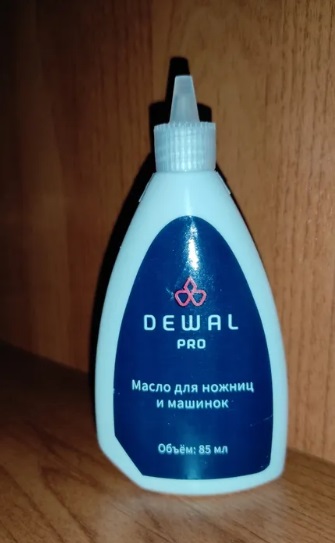 DEWAL
PRO
Масло для ножниц
и машинок
Объём: 85 мл